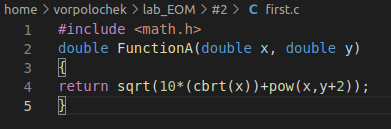 home > vorpolochek > lab_EOM > #2 > C first.c
1 #include <math.h>
2 double FunctionA(double x, double y)
3 {
4 return sqrt(10*(cbrt(x))+pow(x,y+2));
5 }